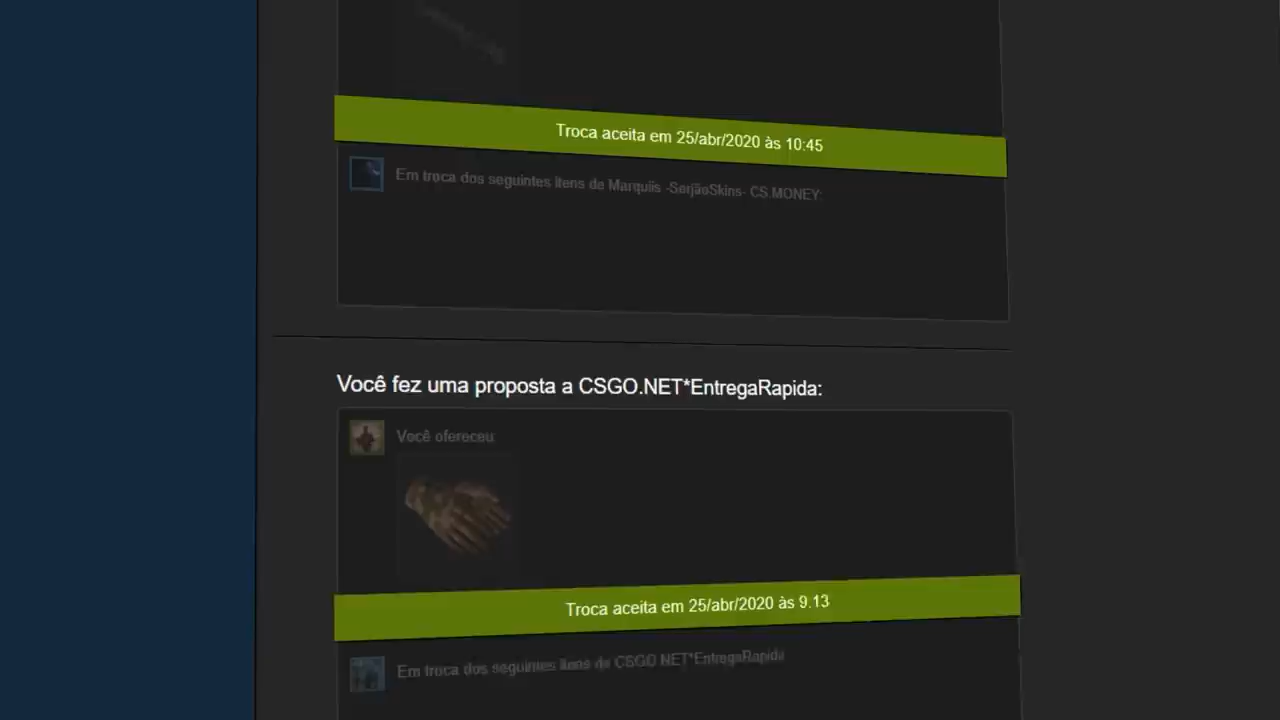 Troca aceita em 25/abr/2020 às 10:45
Em troca dos seguintes itens de Marquiis -SerjãoSkins- CS.MONEY:
Você fez uma proposta a CSGO.NET*EntregaRapida:
Você ofereceu
Troca aceita em 25/abr/2020 às 9.13
Em troca dos seguintes itens de CSGO.NET*EntregaRapida